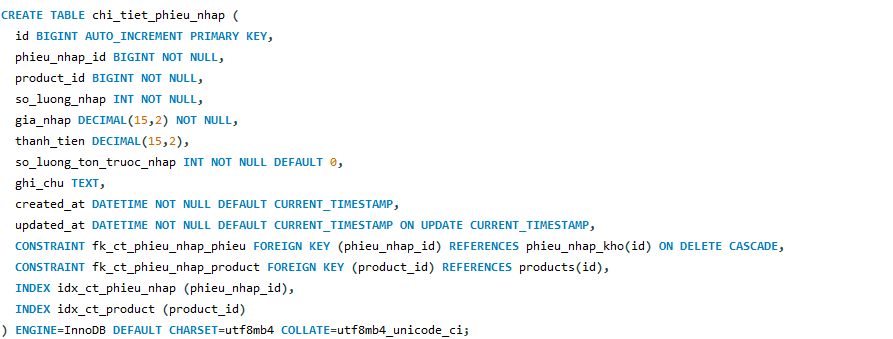 CREATE TABLE chi_tiet_phieu_nhap (
  id BIGINT AUTO_INCREMENT PRIMARY KEY,
  phieu_nhap_id BIGINT NOT NULL,
  product_id BIGINT NOT NULL,
  so_luong_nhap INT NOT NULL,
  gia_nhap DECIMAL(15,2) NOT NULL,
  thanh_tien DECIMAL(15,2),
  so_luong_ton_truoc_nhap INT NOT NULL DEFAULT 0,
  ghi_chu TEXT,
  created_at DATETIME NOT NULL DEFAULT CURRENT_TIMESTAMP,
  updated_at DATETIME NOT NULL DEFAULT CURRENT_TIMESTAMP ON UPDATE CURRENT_TIMESTAMP,
  CONSTRAINT fk_ct_phieu_nhap_phieu FOREIGN KEY (phieu_nhap_id) REFERENCES phieu_nhap_kho(id) ON DELETE CASCADE,
  CONSTRAINT fk_ct_phieu_nhap_product FOREIGN KEY (product_id) REFERENCES products(id),
  INDEX idx_ct_phieu_nhap (phieu_nhap_id),
  INDEX idx_ct_product (product_id)
) ENGINE=InnoDB DEFAULT CHARSET=utf8mb4 COLLATE=utf8mb4_unicode_ci;